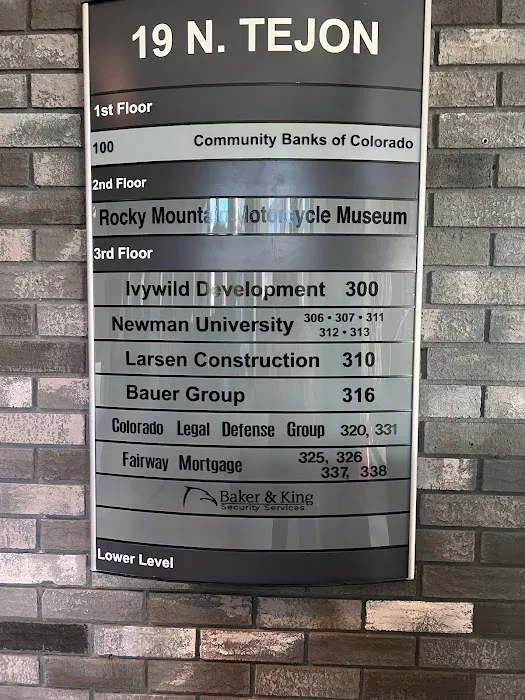 19 N. TEJON
1st Floor
100 Community Banks of Colorado
2nd Floor
Rocky Mountain Motorcycle Museum
3rd Floor
Ivywild Development 300
Newman University 306 • 307 • 311
312 • 313
Larsen Construction 310
Bauer Group 316
Colorado Legal Defense Group 320, 331
Fairway Mortgage 325, 326
337, 338
Baker & King
Security Services
Lower Level